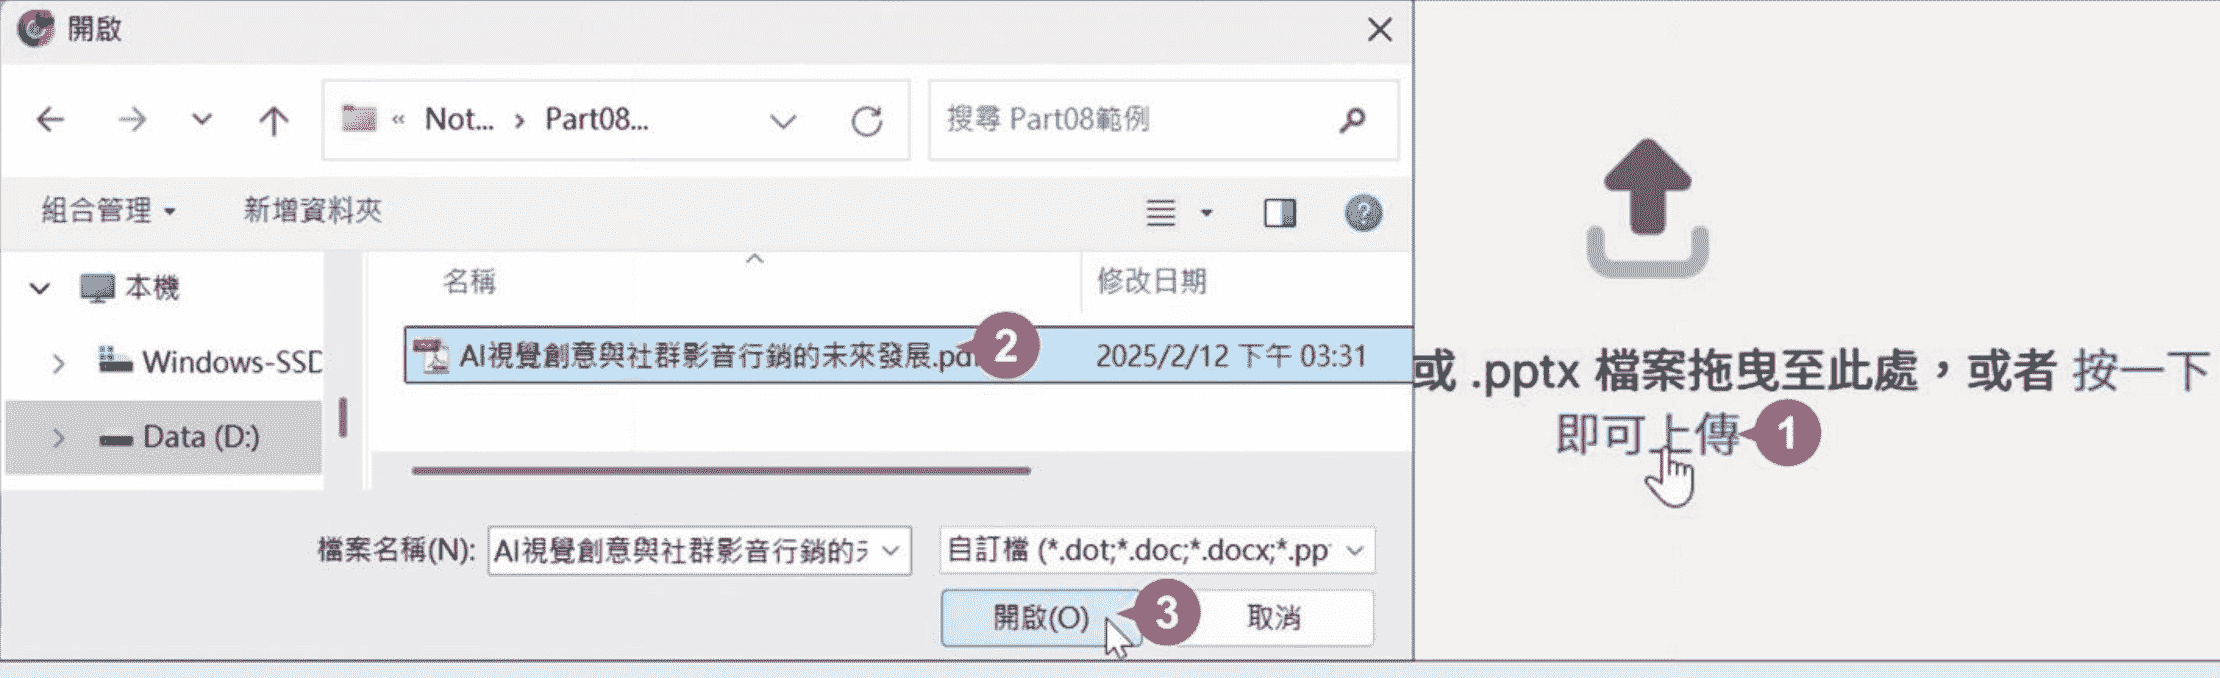 開啟
« Not... › Part08...
搜尋 Part08範例
組合管理
新增資料夾
名稱
修改日期
本機
AI視覺創意與社群影音行銷的未來發展.pd
2
2025/2/12 下午 03:31
Windows-SSD
Data (D:)
檔案名稱(N):
AI視覺創意與社群影音行銷的
自訂檔 (*.dot;*.doc;*.docx;*.pp
開啟(O)
3
取消
或 .pptx 檔案拖曳至此處，或者 按一下
即可上傳
1